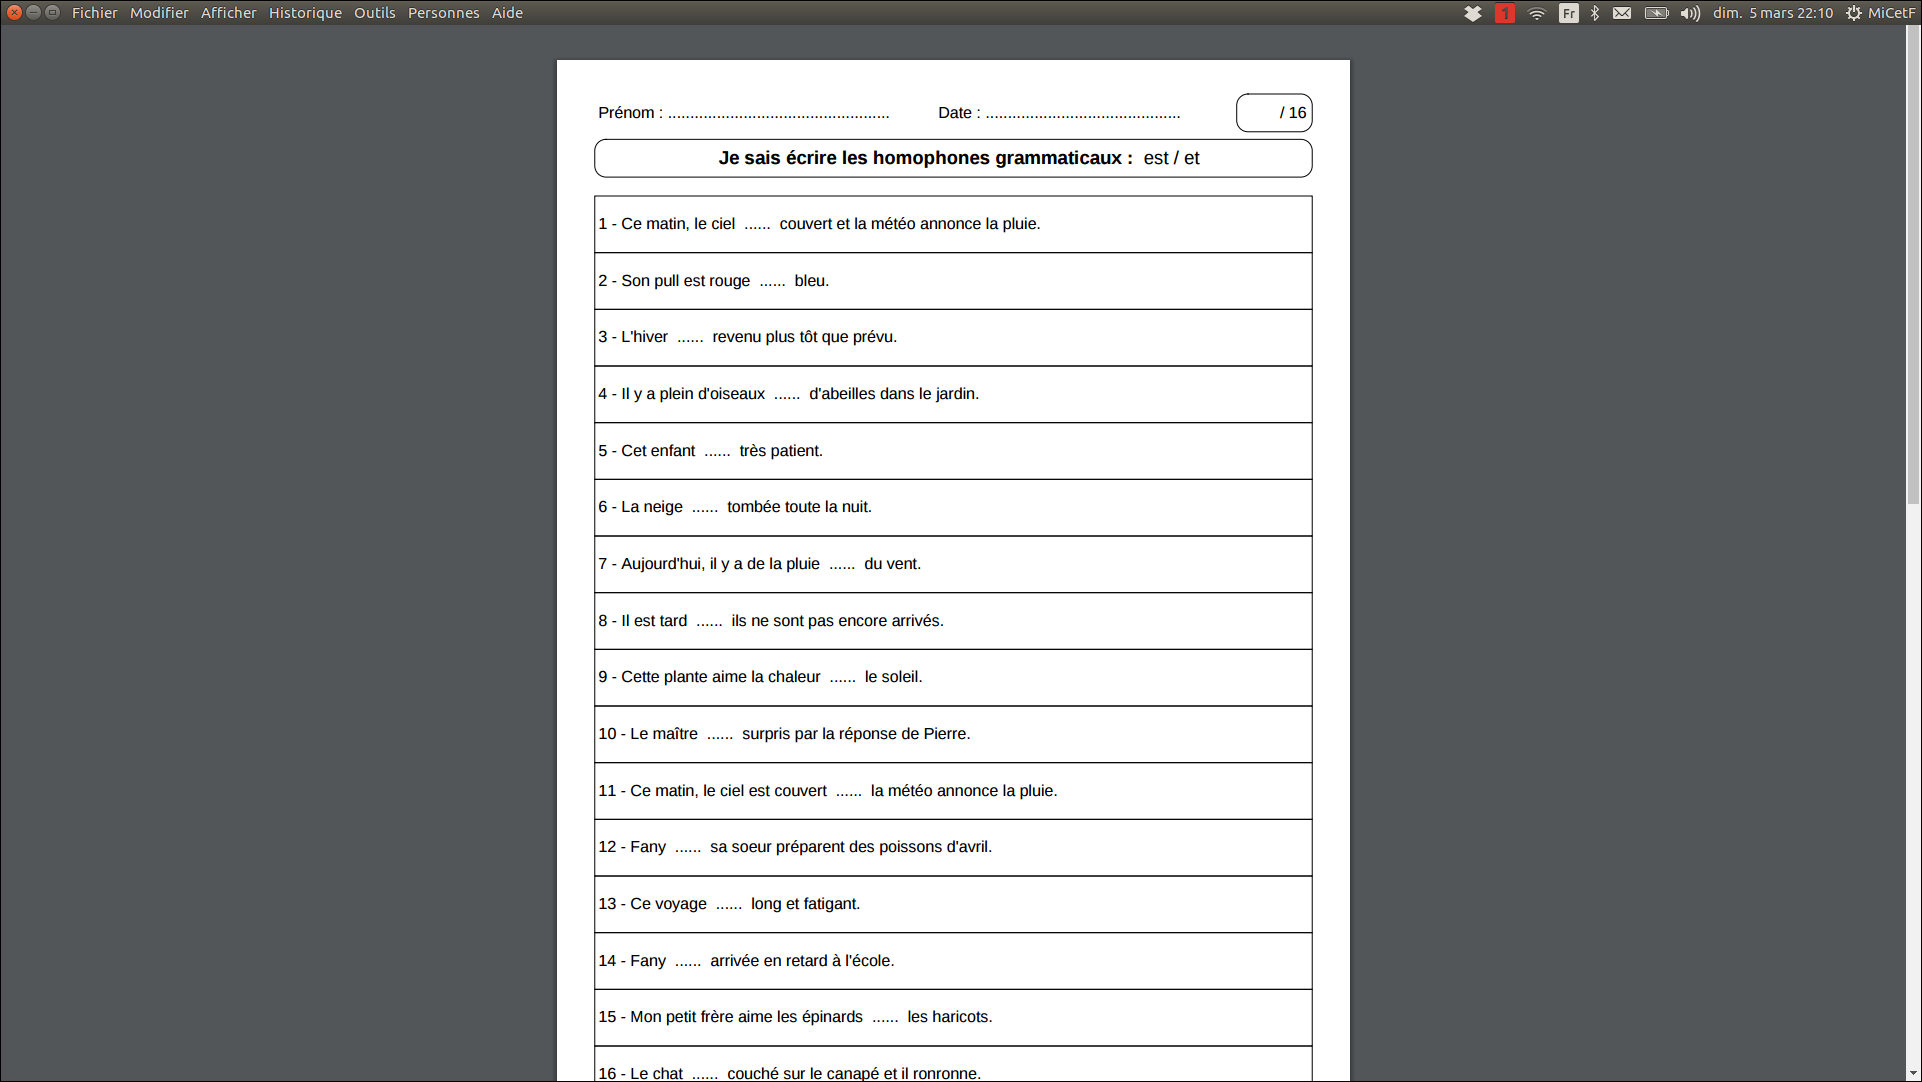 Fichier Modifier Afficher Historique Outils Personnes Aide 1 Fr dim. 5 mars 22:10 MiCetF
Prénom : .................................................. Date : ............................................ / 16
Je sais écrire les homophones grammaticaux : est / et
1 - Ce matin, le ciel ...... couvert et la météo annonce la pluie.
2 - Son pull est rouge ...... bleu.
3 - L'hiver ...... revenu plus tôt que prévu.
4 - Il y a plein d'oiseaux ...... d'abeilles dans le jardin.
5 - Cet enfant ...... très patient.
6 - La neige ...... tombée toute la nuit.
7 - Aujourd'hui, il y a de la pluie ...... du vent.
8 - Il est tard ...... ils ne sont pas encore arrivés.
9 - Cette plante aime la chaleur ...... le soleil.
10 - Le maître ...... surpris par la réponse de Pierre.
11 - Ce matin, le ciel est couvert ...... la météo annonce la pluie.
12 - Fany ...... sa soeur préparent des poissons d'avril.
13 - Ce voyage ...... long et fatigant.
14 - Fany ...... arrivée en retard à l'école.
15 - Mon petit frère aime les épinards ...... les haricots.
16 - Le chat ...... couché sur le canapé et il ronronne.